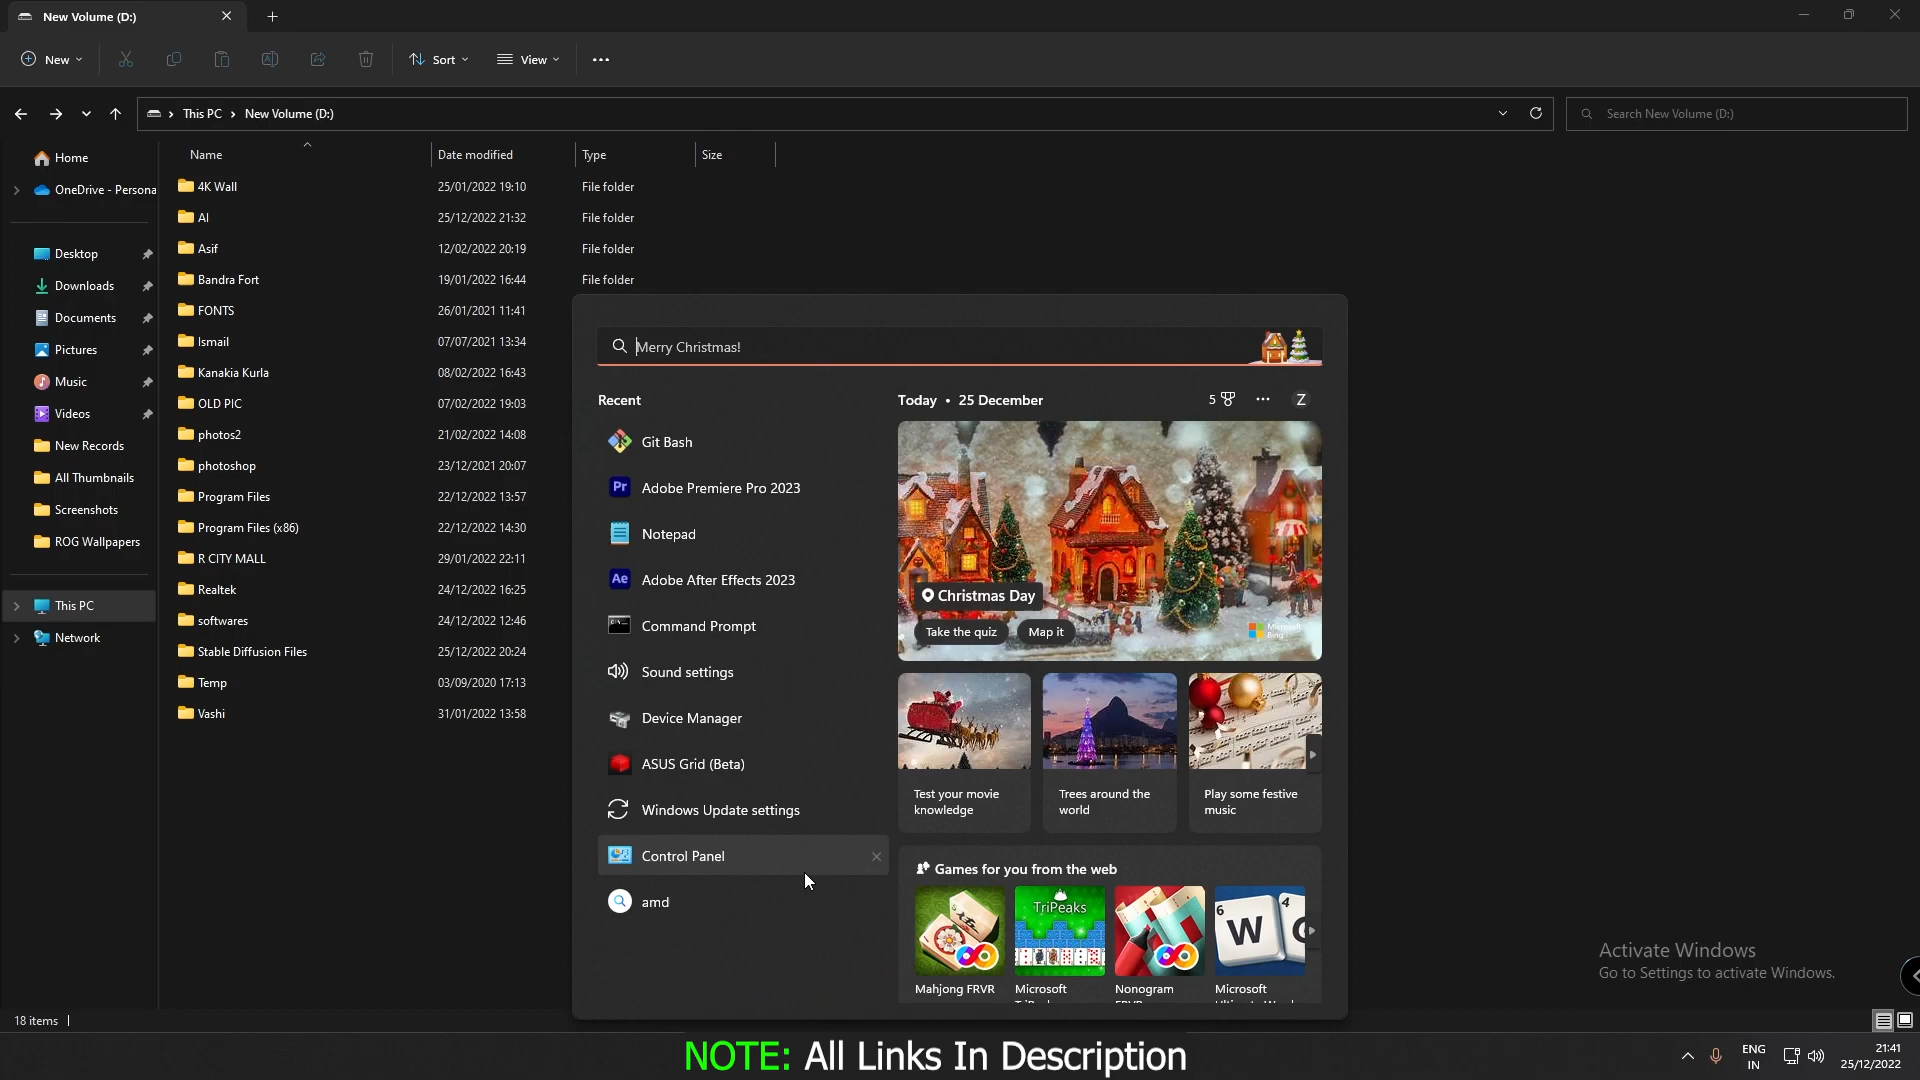 New Volume (D:)
New
Sort
View
This PC
New Volume (D:)
Search New Volume (D:)
Name
Date modified
Type
Size
Home
OneDrive - Persona
Desktop
Downloads
Documents
Pictures
Music
Videos
New Records
All Thumbnails
Screenshots
ROG Wallpapers
This PC
Network
4K Wall 25/01/2022 19:10 File folder
AI 25/12/2022 21:32 File folder
Asif 12/02/2022 20:19 File folder
Bandra Fort 19/01/2022 16:44 File folder
FONTS 26/01/2021 11:41
Ismail 07/07/2021 13:34
Kanakia Kurla 08/02/2022 16:43
OLD PIC 07/02/2022 19:03
photos2 21/02/2022 14:08
photoshop 23/12/2021 20:07
Program Files 22/12/2022 13:57
Program Files (x86) 22/12/2022 14:30
R CITY MALL 29/01/2022 22:11
Realtek 24/12/2022 16:25
softwares 24/12/2022 12:46
Stable Diffusion Files 25/12/2022 20:24
Temp 03/09/2020 17:13
Vashi 31/01/2022 13:58
Merry Christmas!
Recent
Git Bash
Pr Adobe Premiere Pro 2023
Notepad
Ae Adobe After Effects 2023
Command Prompt
Sound settings
Device Manager
ASUS Grid (Beta)
Windows Update settings
Control Panel
amd
Today • 25 December
5
Z
Christmas Day
Take the quiz
Map it
Microsoft
Bing
Test your movie
knowledge
Trees around the
world
Play some festive
music
Games for you from the web
TriPeaks
6 W 4
Mahjong FRVR
Microsoft
Nonogram
Microsoft
Activate Windows
Go to Settings to activate Windows.
18 items
NOTE: All Links In Description
ENG
IN
21:41
25/12/2022